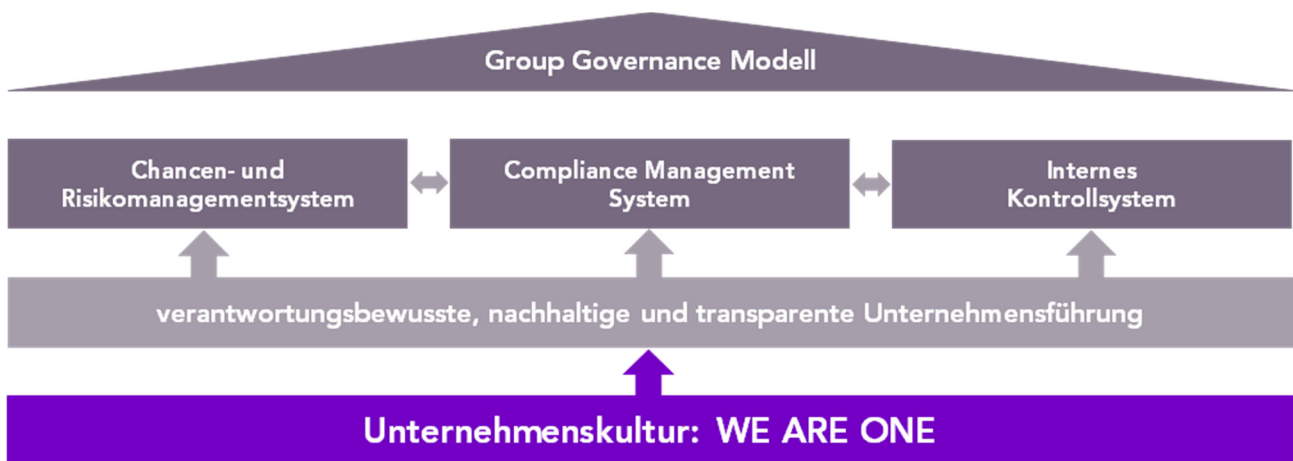 Group Governance Modell
Chancen- und
Risikomanagementsystem
Compliance Management
System
Internes
Kontrollsystem
verantwortungsbewusste, nachhaltige und transparente Unternehmensführung
Unternehmenskultur: WE ARE ONE